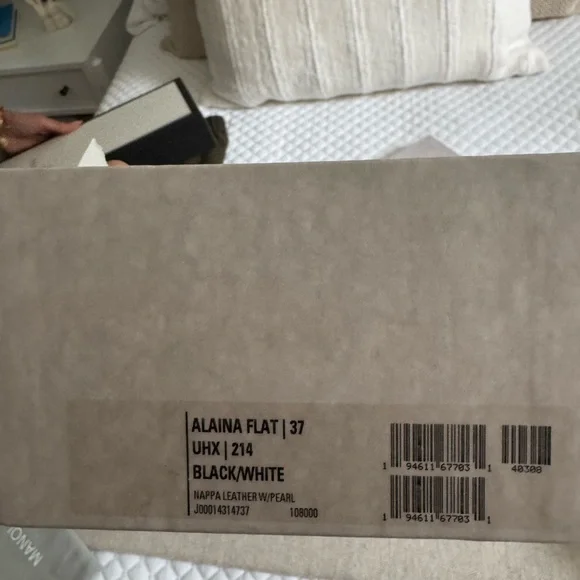 ALAINA FLAT | 37
UHX | 214
BLACK/WHITE
NAPPA LEATHER W/PEARL
J00014314737 108000
1 94611 67703 1 40308
1 94611 67703 1
MANO